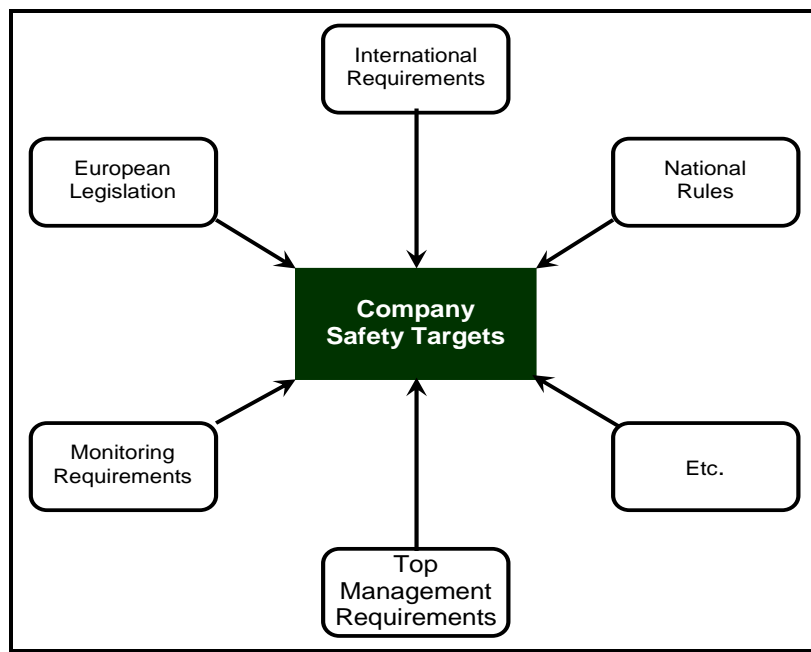 International
Requirements
European
Legislation
National
Rules
Company
Safety Targets
Monitoring
Requirements
Etc.
Top
Management
Requirements